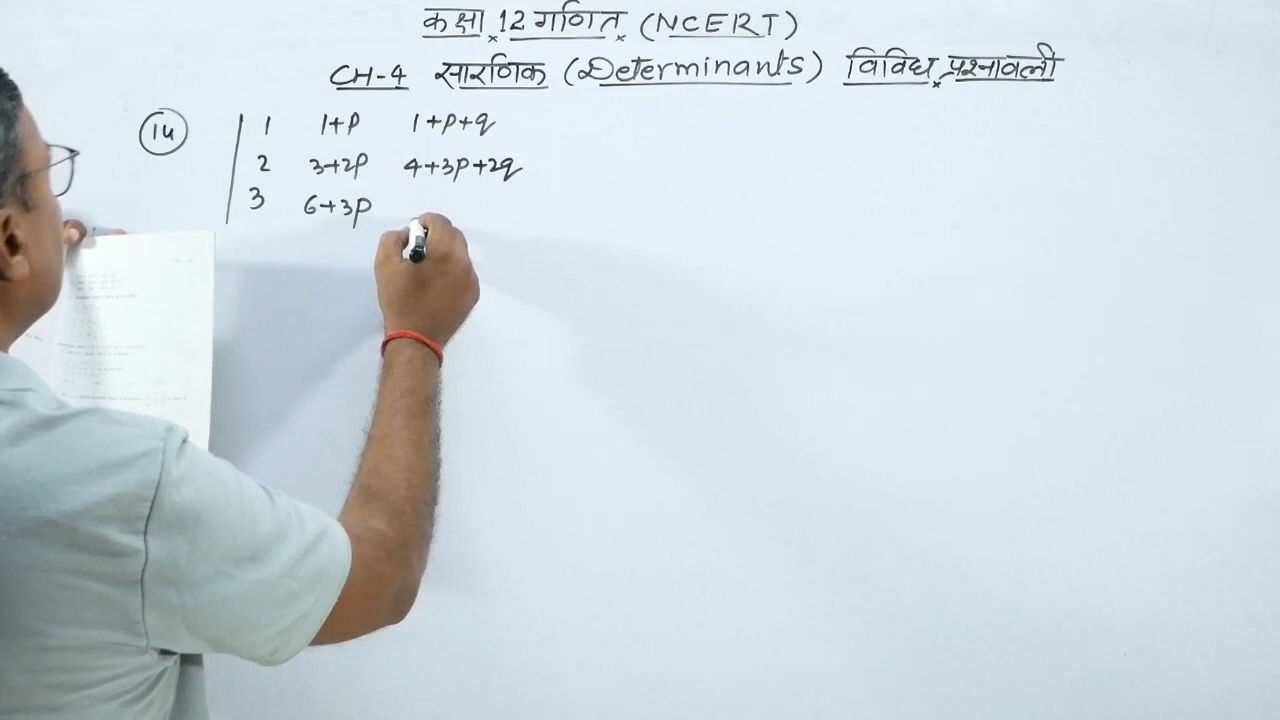 कक्षा 12 गणित (NCERT)
CH-4 सारणिक (Determinants) विविध प्रश्नावली
14 | 1 1+p 1+p+q
2 3+2p 4+3p+2q
3 6+3p